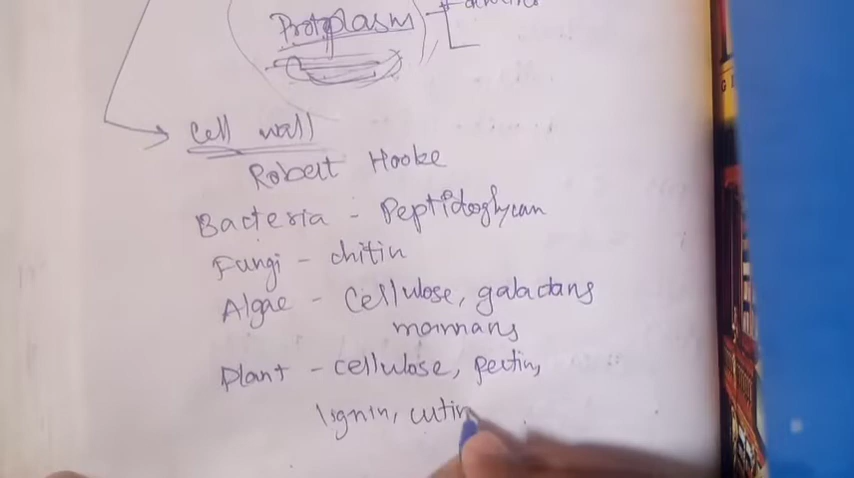 Protoplasm
Cell wall
Robert Hooke
Bacteria - Peptidoglycan
Fungi - chitin
Algae - Cellulose, galactans
mannans
Plant - cellulose, pectin,
lignin, cutin